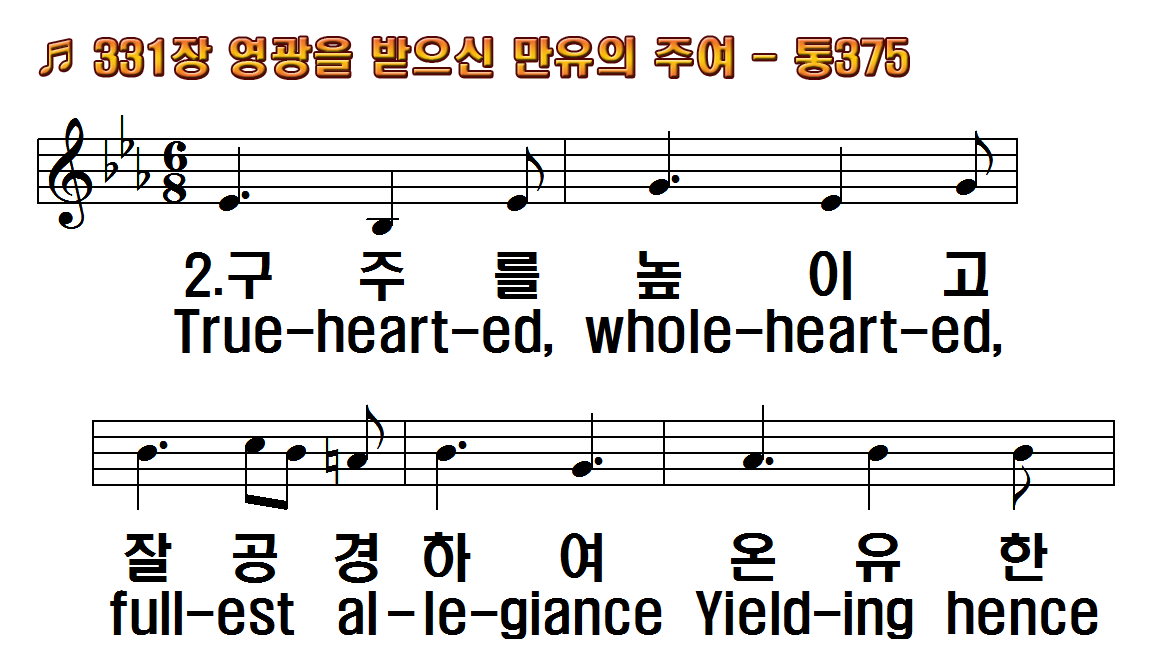 ♬ 331장 영광을 받으신 만유의 주여 - 통375
6
8
2.구 주 를 높 이 고
True-heart-ed, whole-heart-ed,
잘 공 경 하 여 온 유 한
full-est al-le-giance Yield-ing hence